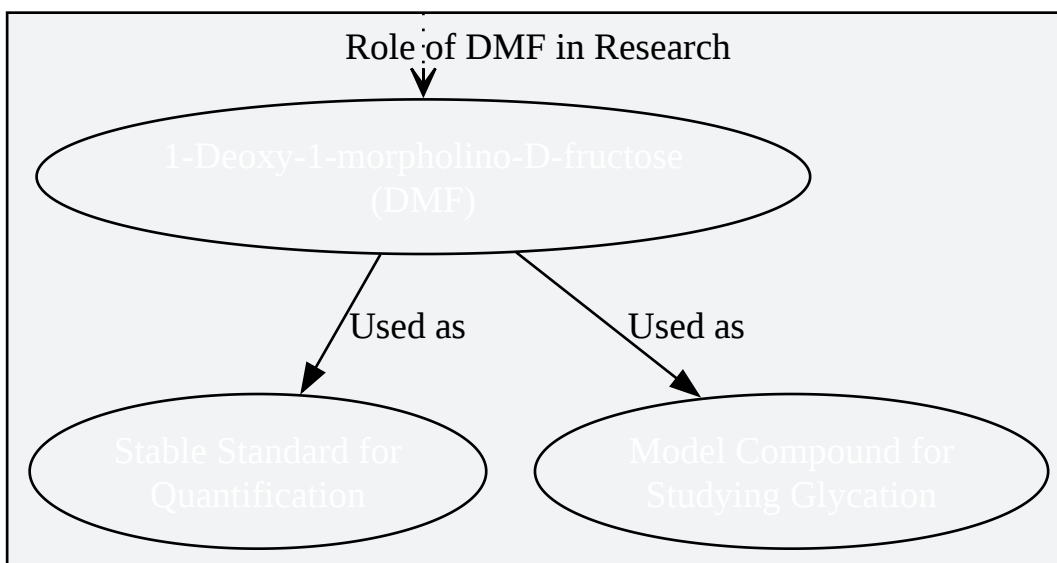 Role of DMF in Research
1-Deoxy-1-morpholino-D-fructose
(DMF)
Used as
Used as
Stable Standard for
Quantification
Model Compound for
Studying Glycation